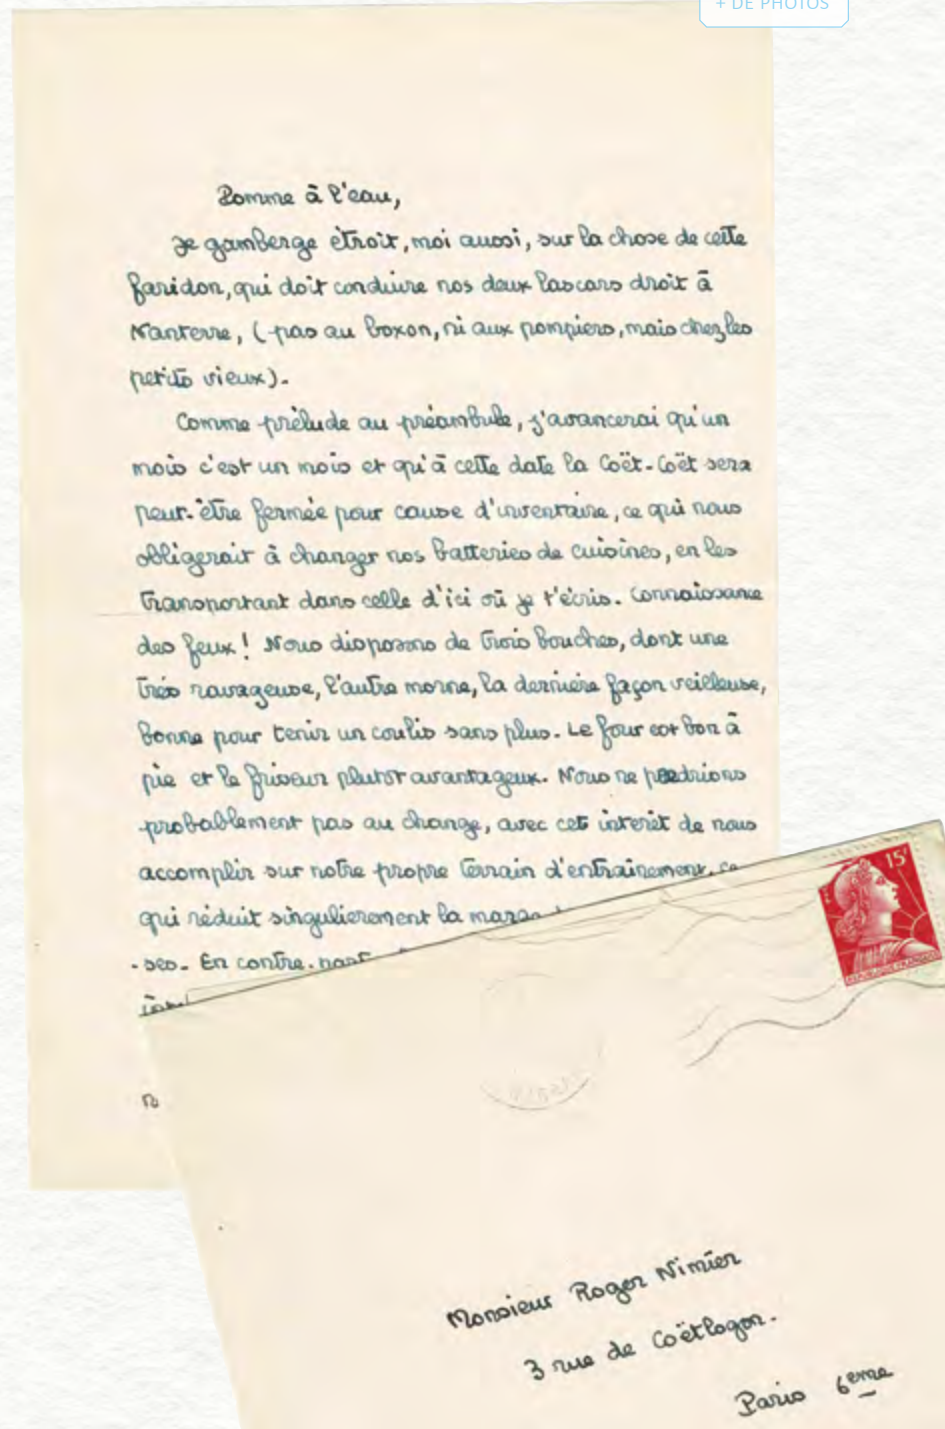 + DE PHOTOS
Pomme à l'eau,
Je gamberge étroit, moi aussi, sur la chose de cette
faridon, qui doit conduire nos deux lascars droit à
Nanterre, (pas au boxon, ni aux pompiers, mais chez les
petits vieux).
Comme prélude au préambule, j'avancerai qu'un
mois c'est un mois et qu'à cette date la Coët-Coët sera
peut-être fermée pour cause d'inventaire, ce qui nous
obligerait à changer nos batteries de cuisines, en les
transportant dans celle d'ici où je t'écris. Connaissance
des feux ! Nous disposons de trois bouches, dont une
très ravageuse, l'autre morne, la dernière façon veilleuse,
bonne pour tenir un coulis sans plus. Le four est bon à
pie et le friseur plutôt avantageux. Nous ne perdrions
probablement pas au change, avec cet intérêt de nous
accomplir sur notre propre terrain d'entraînement, ce
qui réduit singulièrement la
-ses. En contre-part
15F
REPUBLIQUE FRANCAISE
Monsieur Roger Nimier
3 rue de Coëtlogon.
Paris 6eme